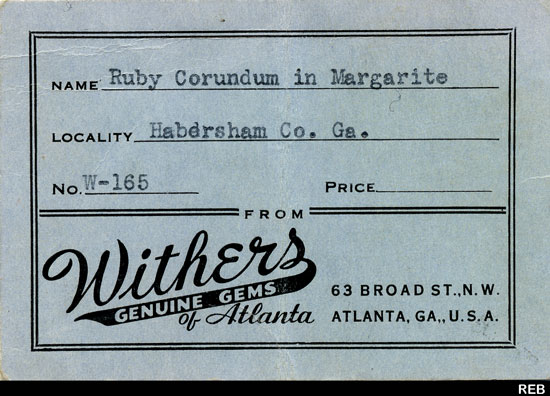 NAME Ruby Corundum in Margarite
LOCALITY Habersham Co. Ga.
No. W-165 PRICE
FROM
Withers
GENUINE GEMS
of Atlanta
63 BROAD ST., N.W.
ATLANTA, GA., U.S.A.
REB